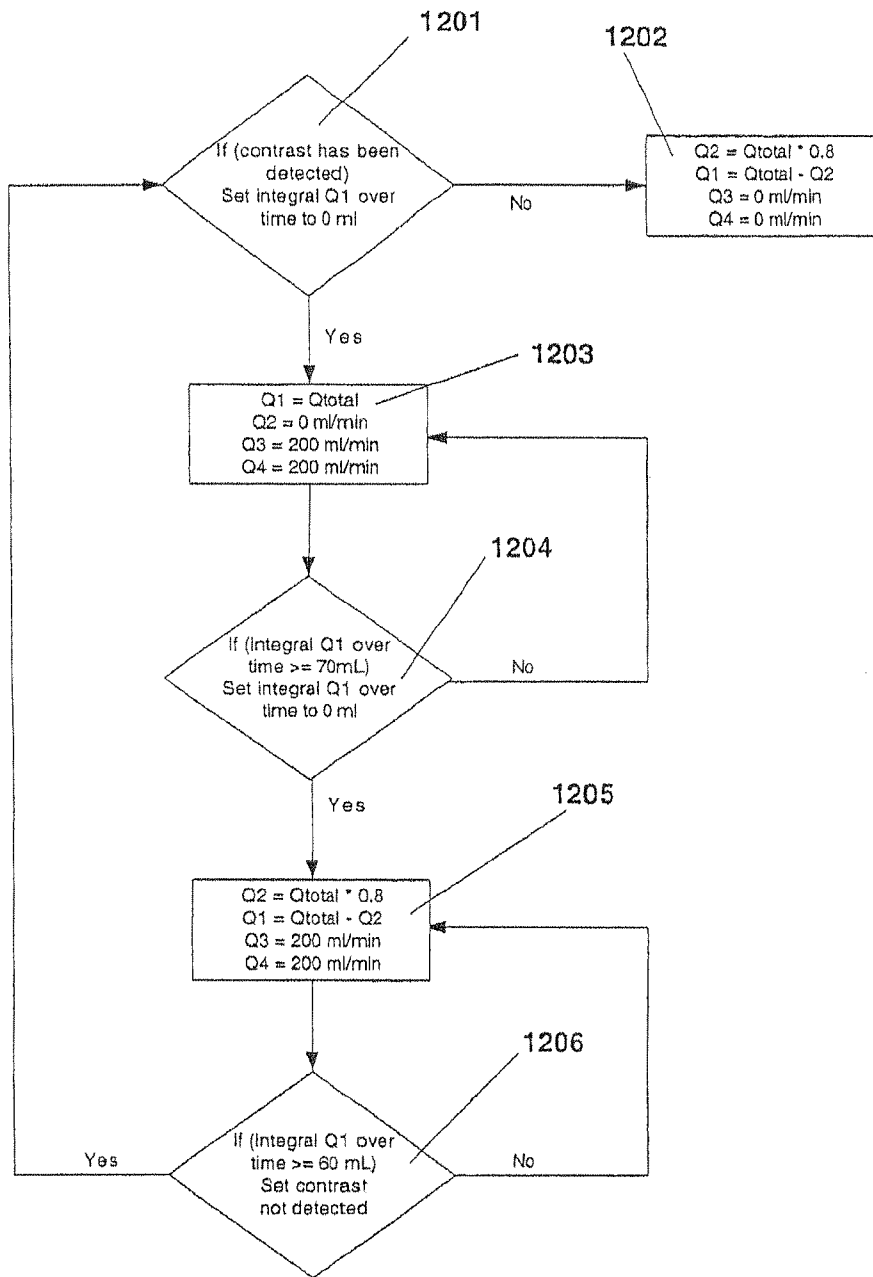 1201
1202
If (contrast has been
detected)
Set integral Q1 over
time to 0 ml
No
Q2 = Qtotal * 0.8
Q1 = Qtotal - Q2
Q3 = 0 ml/min
Q4 = 0 ml/min
Yes
1203
Q1 = Qtotal
Q2 = 0 ml/min
Q3 = 200 ml/min
Q4 = 200 ml/min
1204
If (Integral Q1 over
time >= 70mL)
Set integral Q1 over
time to 0 ml
No
Yes
1205
Q2 = Qtotal * 0.8
Q1 = Qtotal - Q2
Q3 = 200 ml/min
Q4 = 200 ml/min
1206
If (Integral Q1 over
time >= 60 mL)
Set contrast
not detected
Yes
No